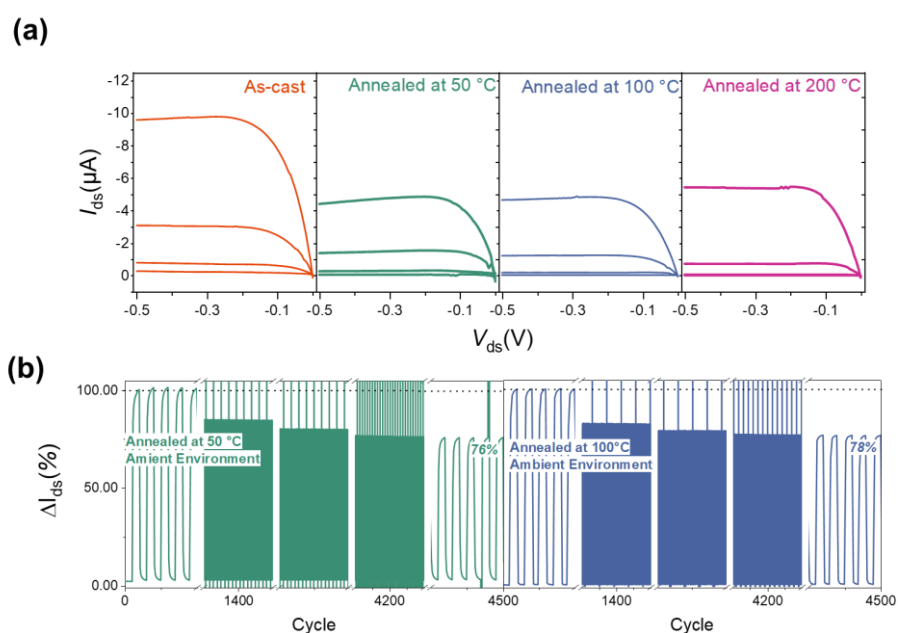 (a)
As-cast
Annealed at 50 °C
Annealed at 100 °C
Annealed at 200 °C
-12
-10
-8
-6
-4
-2
0
Ids(μA)
-0.5 -0.3 -0.1 -0.5 -0.3 -0.1 -0.5 -0.3 -0.1 -0.5 -0.3 -0.1
Vds(V)
(b)
100.00
50.00
0.00
ΔIds(%)
Annealed at 50 °C
Amient Environment
76%
Annealed at 100°C
Ambient Environment
78%
0 1400 4200 4500 1400 4200 4500
Cycle Cycle